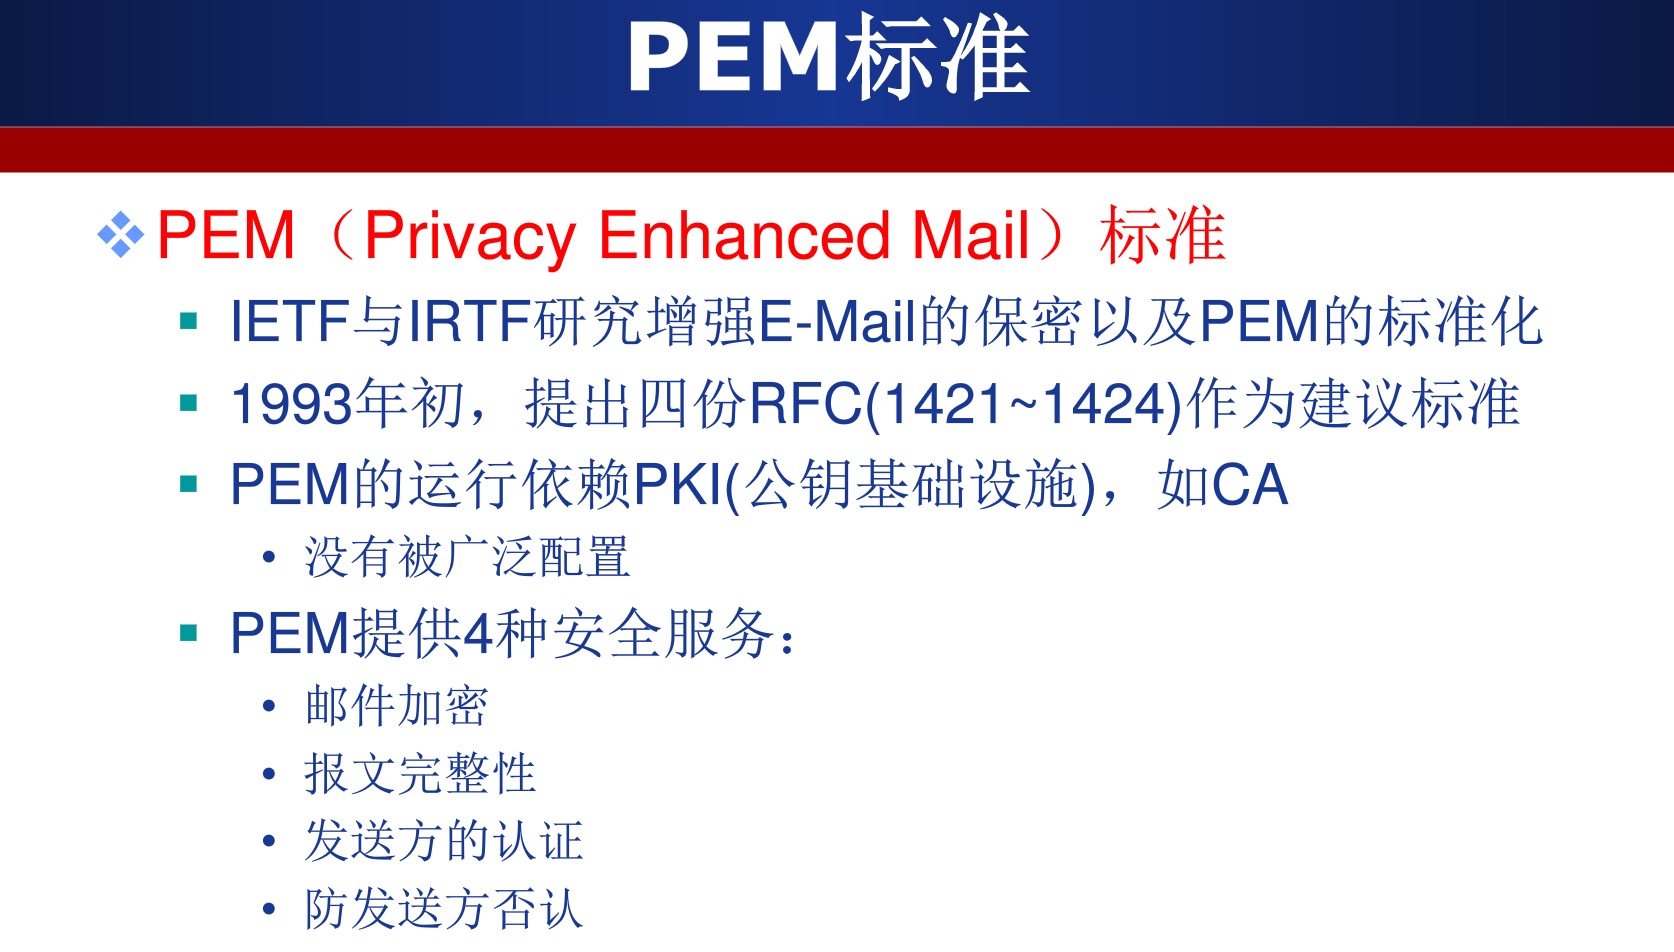 PEM标准
PEM（Privacy Enhanced Mail）标准
IETF与IRTF研究增强E-Mail的保密以及PEM的标准化
1993年初，提出四份RFC(1421~1424)作为建议标准
PEM的运行依赖PKI(公钥基础设施)，如CA
• 没有被广泛配置
PEM提供4种安全服务：
• 邮件加密
• 报文完整性
• 发送方的认证
• 防发送方否认